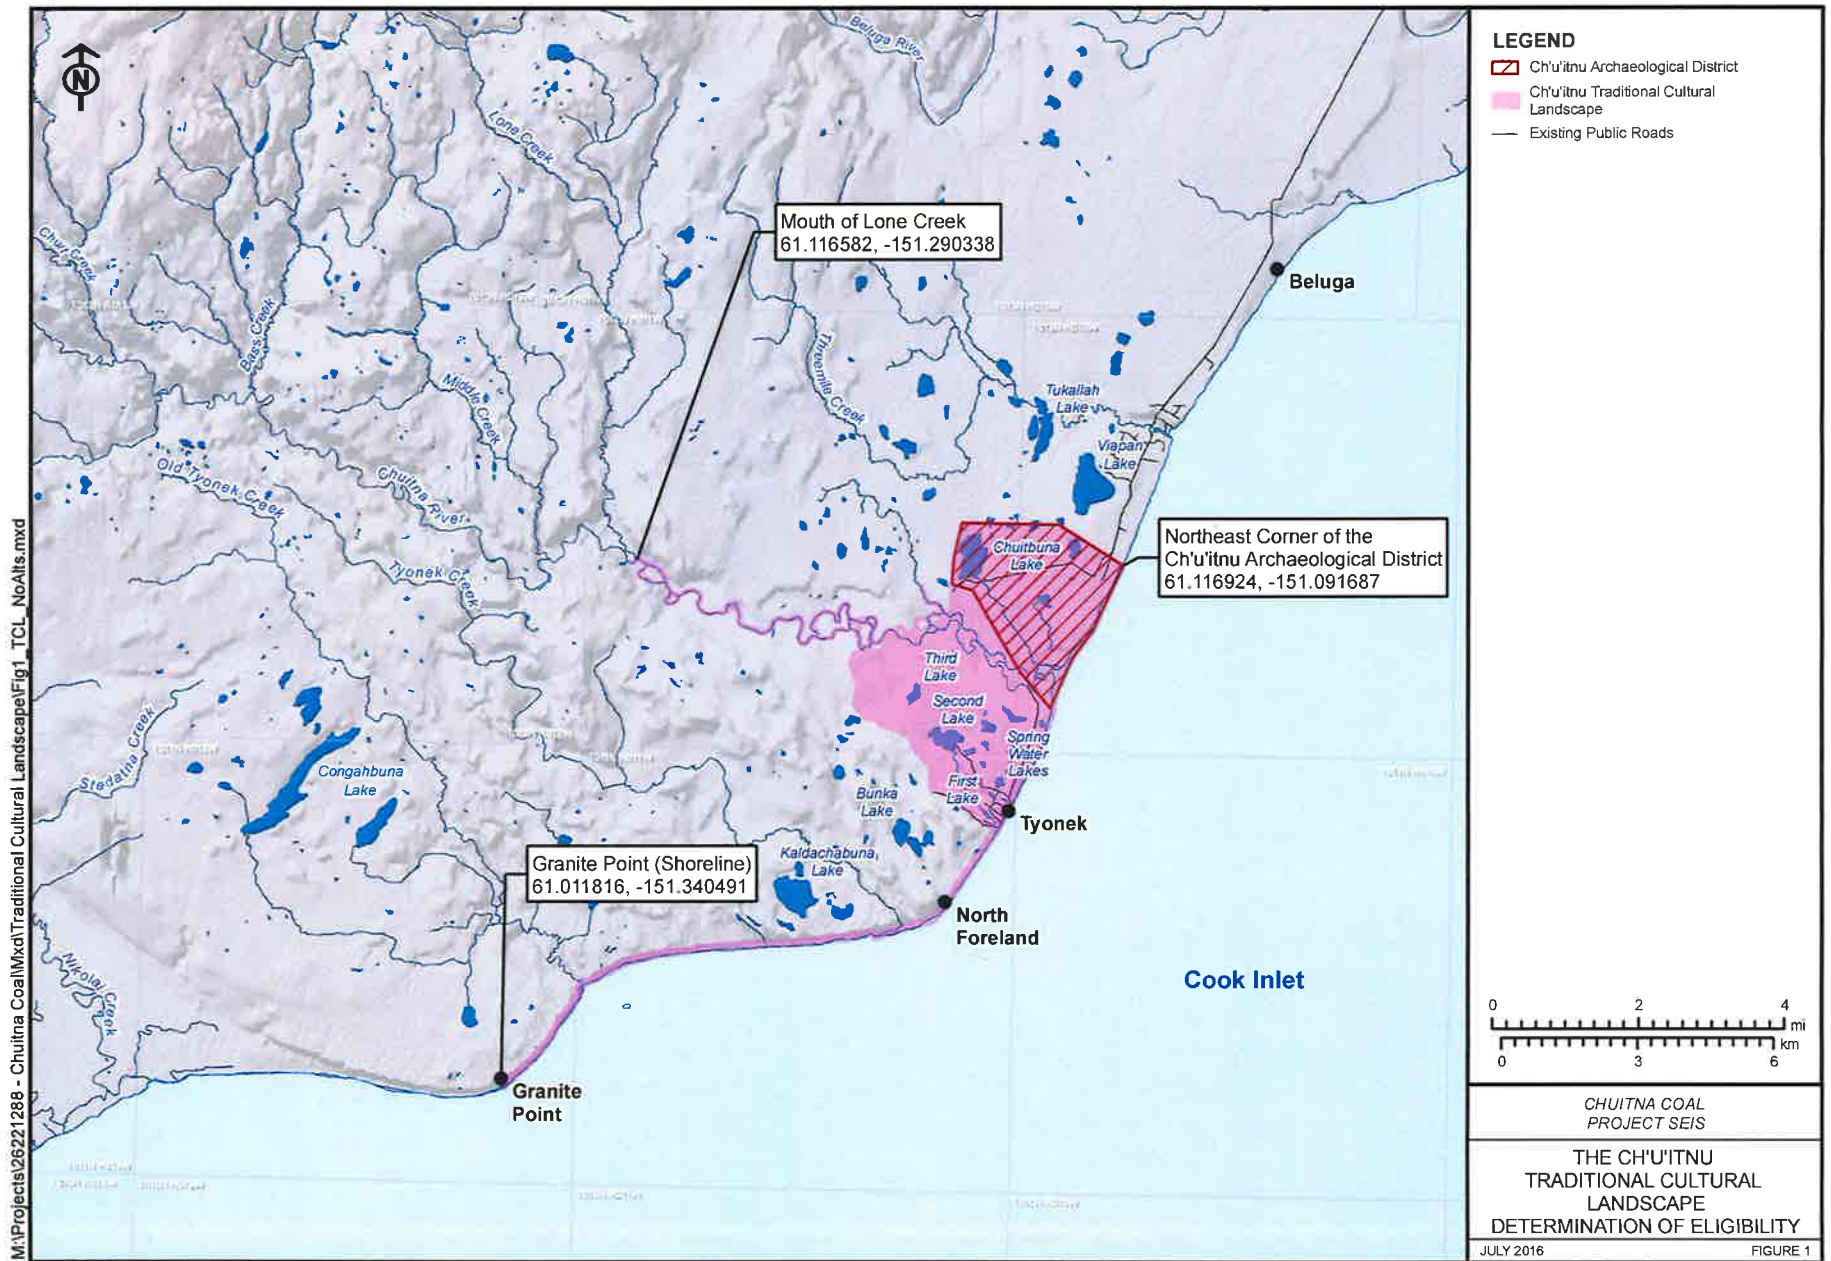 M:\Projects\26221288 - Chuitna Coal\Mxd\Traditional Cultural Landscape\Fig1_TCL_NoAlts.mxd
N
Beluga River
Lone Creek
Chuit Creek
Mouth of Lone Creek
61.116582, -151.290338
Beluga
Bass Creek
Threemile Creek
Middle Creek
Tukallah
Lake
Viapan
Lake
Old Tyonek Creek
Chuitna River
Northeast Corner of the
Ch'u'itnu Archaeological District
61.116924, -151.091687
Chuitbuna
Lake
Tyonek Creek
Third
Lake
Second
Lake
Spring
Water
Lakes
Stedatna Creek
Congahbuna
Lake
First
Lake
Bunka
Lake
Tyonek
Kaldachabuna
Lake
Granite Point (Shoreline)
61.011816, -151.340491
North
Foreland
Nikolai Creek
Cook Inlet
Granite
Point
LEGEND
Ch'u'itnu Archaeological District
Ch'u'itnu Traditional Cultural
Landscape
Existing Public Roads
0 2 4
mi
km
0 3 6
CHUITNA COAL
PROJECT SEIS
THE CH'U'ITNU
TRADITIONAL CULTURAL
LANDSCAPE
DETERMINATION OF ELIGIBILITY
JULY 2016 FIGURE 1